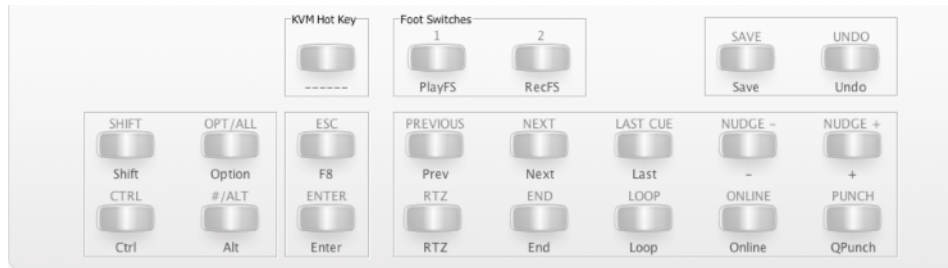 KVM Hot Key Foot Switches
1 2 SAVE UNDO
------ PlayFS RecFS Save Undo
SHIFT OPT/ALL ESC PREVIOUS NEXT LAST CUE NUDGE - NUDGE +
Shift Option F8 Prev Next Last - +
CTRL #/ALT ENTER RTZ END LOOP ONLINE PUNCH
Ctrl Alt Enter RTZ End Loop Online QPunch